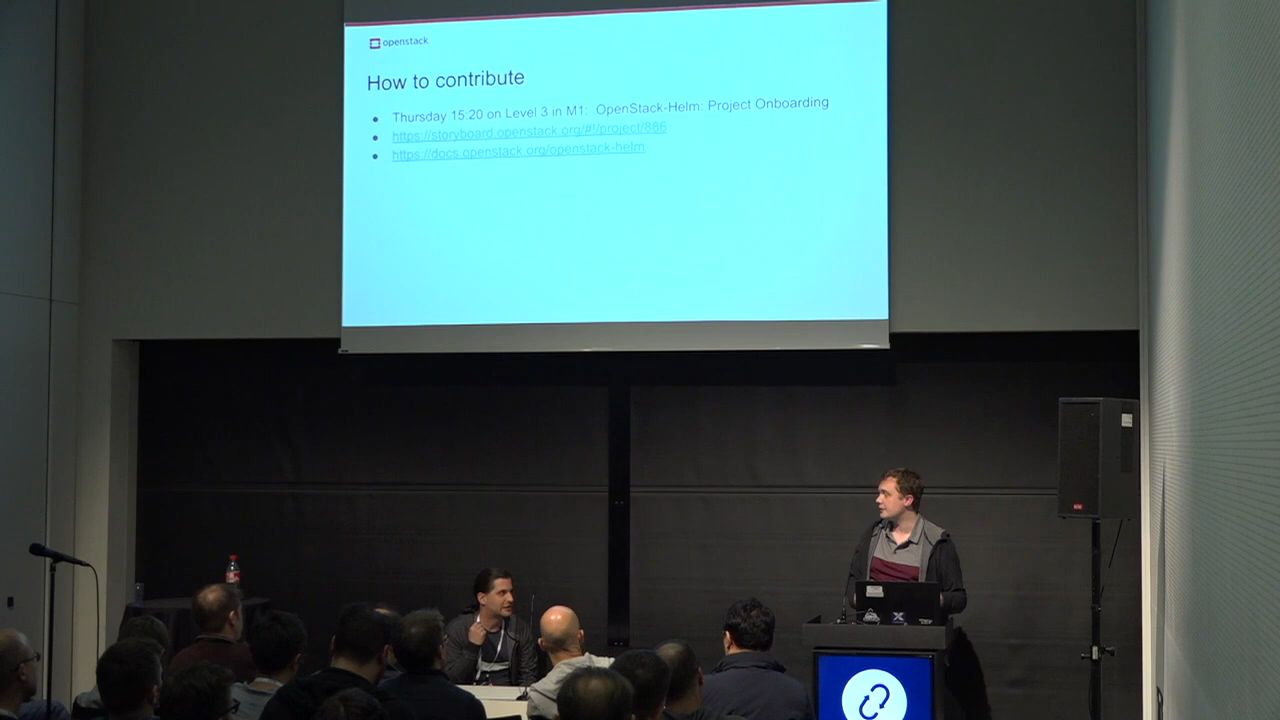 openstack.
How to contribute
Thursday 15:20 on Level 3 in M1: OpenStack-Helm: Project Onboarding
https://storyboard.openstack.org/#!/project/886
https://docs.openstack.org/openstack-helm